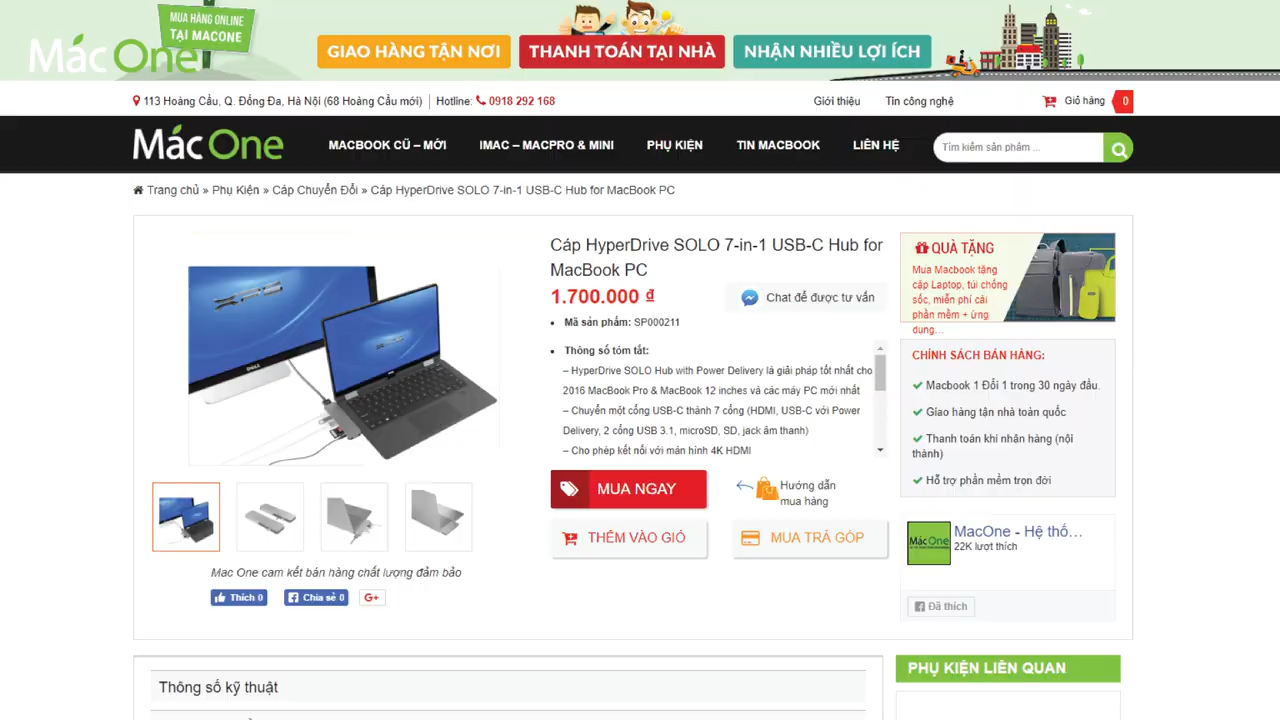 MUA HÀNG ONLINE
TẠI MACONE
Mác One
GIAO HÀNG TẬN NƠI
THANH TOÁN TẠI NHÀ
NHẬN NHIỀU LỢI ÍCH
113 Hoàng Cầu, Q. Đống Đa, Hà Nội (68 Hoàng Cầu mới) Hotline: 0918 292 168
Giới thiệu Tin công nghệ Giỏ hàng 0
Mác One
MACBOOK CŨ – MỚI IMAC – MACPRO & MINI PHỤ KIỆN TIN MACBOOK LIÊN HỆ
Tìm kiếm sản phẩm ...
Trang chủ » Phụ Kiện » Cáp Chuyển Đổi » Cáp HyperDrive SOLO 7-in-1 USB-C Hub for MacBook PC
XPS
DELL
Cáp HyperDrive SOLO 7-in-1 USB-C Hub for
MacBook PC
1.700.000 ₫
Chat để được tư vấn
Mã sản phẩm: SP000211
Thông số tóm tắt:
– HyperDrive SOLO Hub with Power Delivery là giải pháp tốt nhất cho
2016 MacBook Pro & MacBook 12 inches và các máy PC mới nhất
– Chuyển một cổng USB-C thành 7 cổng (HDMI, USB-C với Power
Delivery, 2 cổng USB 3.1, microSD, SD, jack âm thanh)
– Cho phép kết nối với màn hình 4K HDMI
MUA NGAY
Hướng dẫn
mua hàng
THÊM VÀO GIỎ
MUA TRẢ GÓP
Mac One cam kết bán hàng chất lượng đảm bảo
Thích 0 Chia sẻ 0 G+
QUÀ TẶNG
Mua Macbook tặng
cặp Laptop, túi chống
sốc, miễn phí cài
phần mềm + ứng
dụng...
CHÍNH SÁCH BÁN HÀNG:
Macbook 1 Đổi 1 trong 30 ngày đầu.
Giao hàng tận nhà toàn quốc
Thanh toán khi nhận hàng (nội
thành)
Hỗ trợ phần mềm trọn đời
Mác One
MacOne - Hệ thố...
22K lượt thích
Đã thích
Thông số kỹ thuật
PHỤ KIỆN LIÊN QUAN